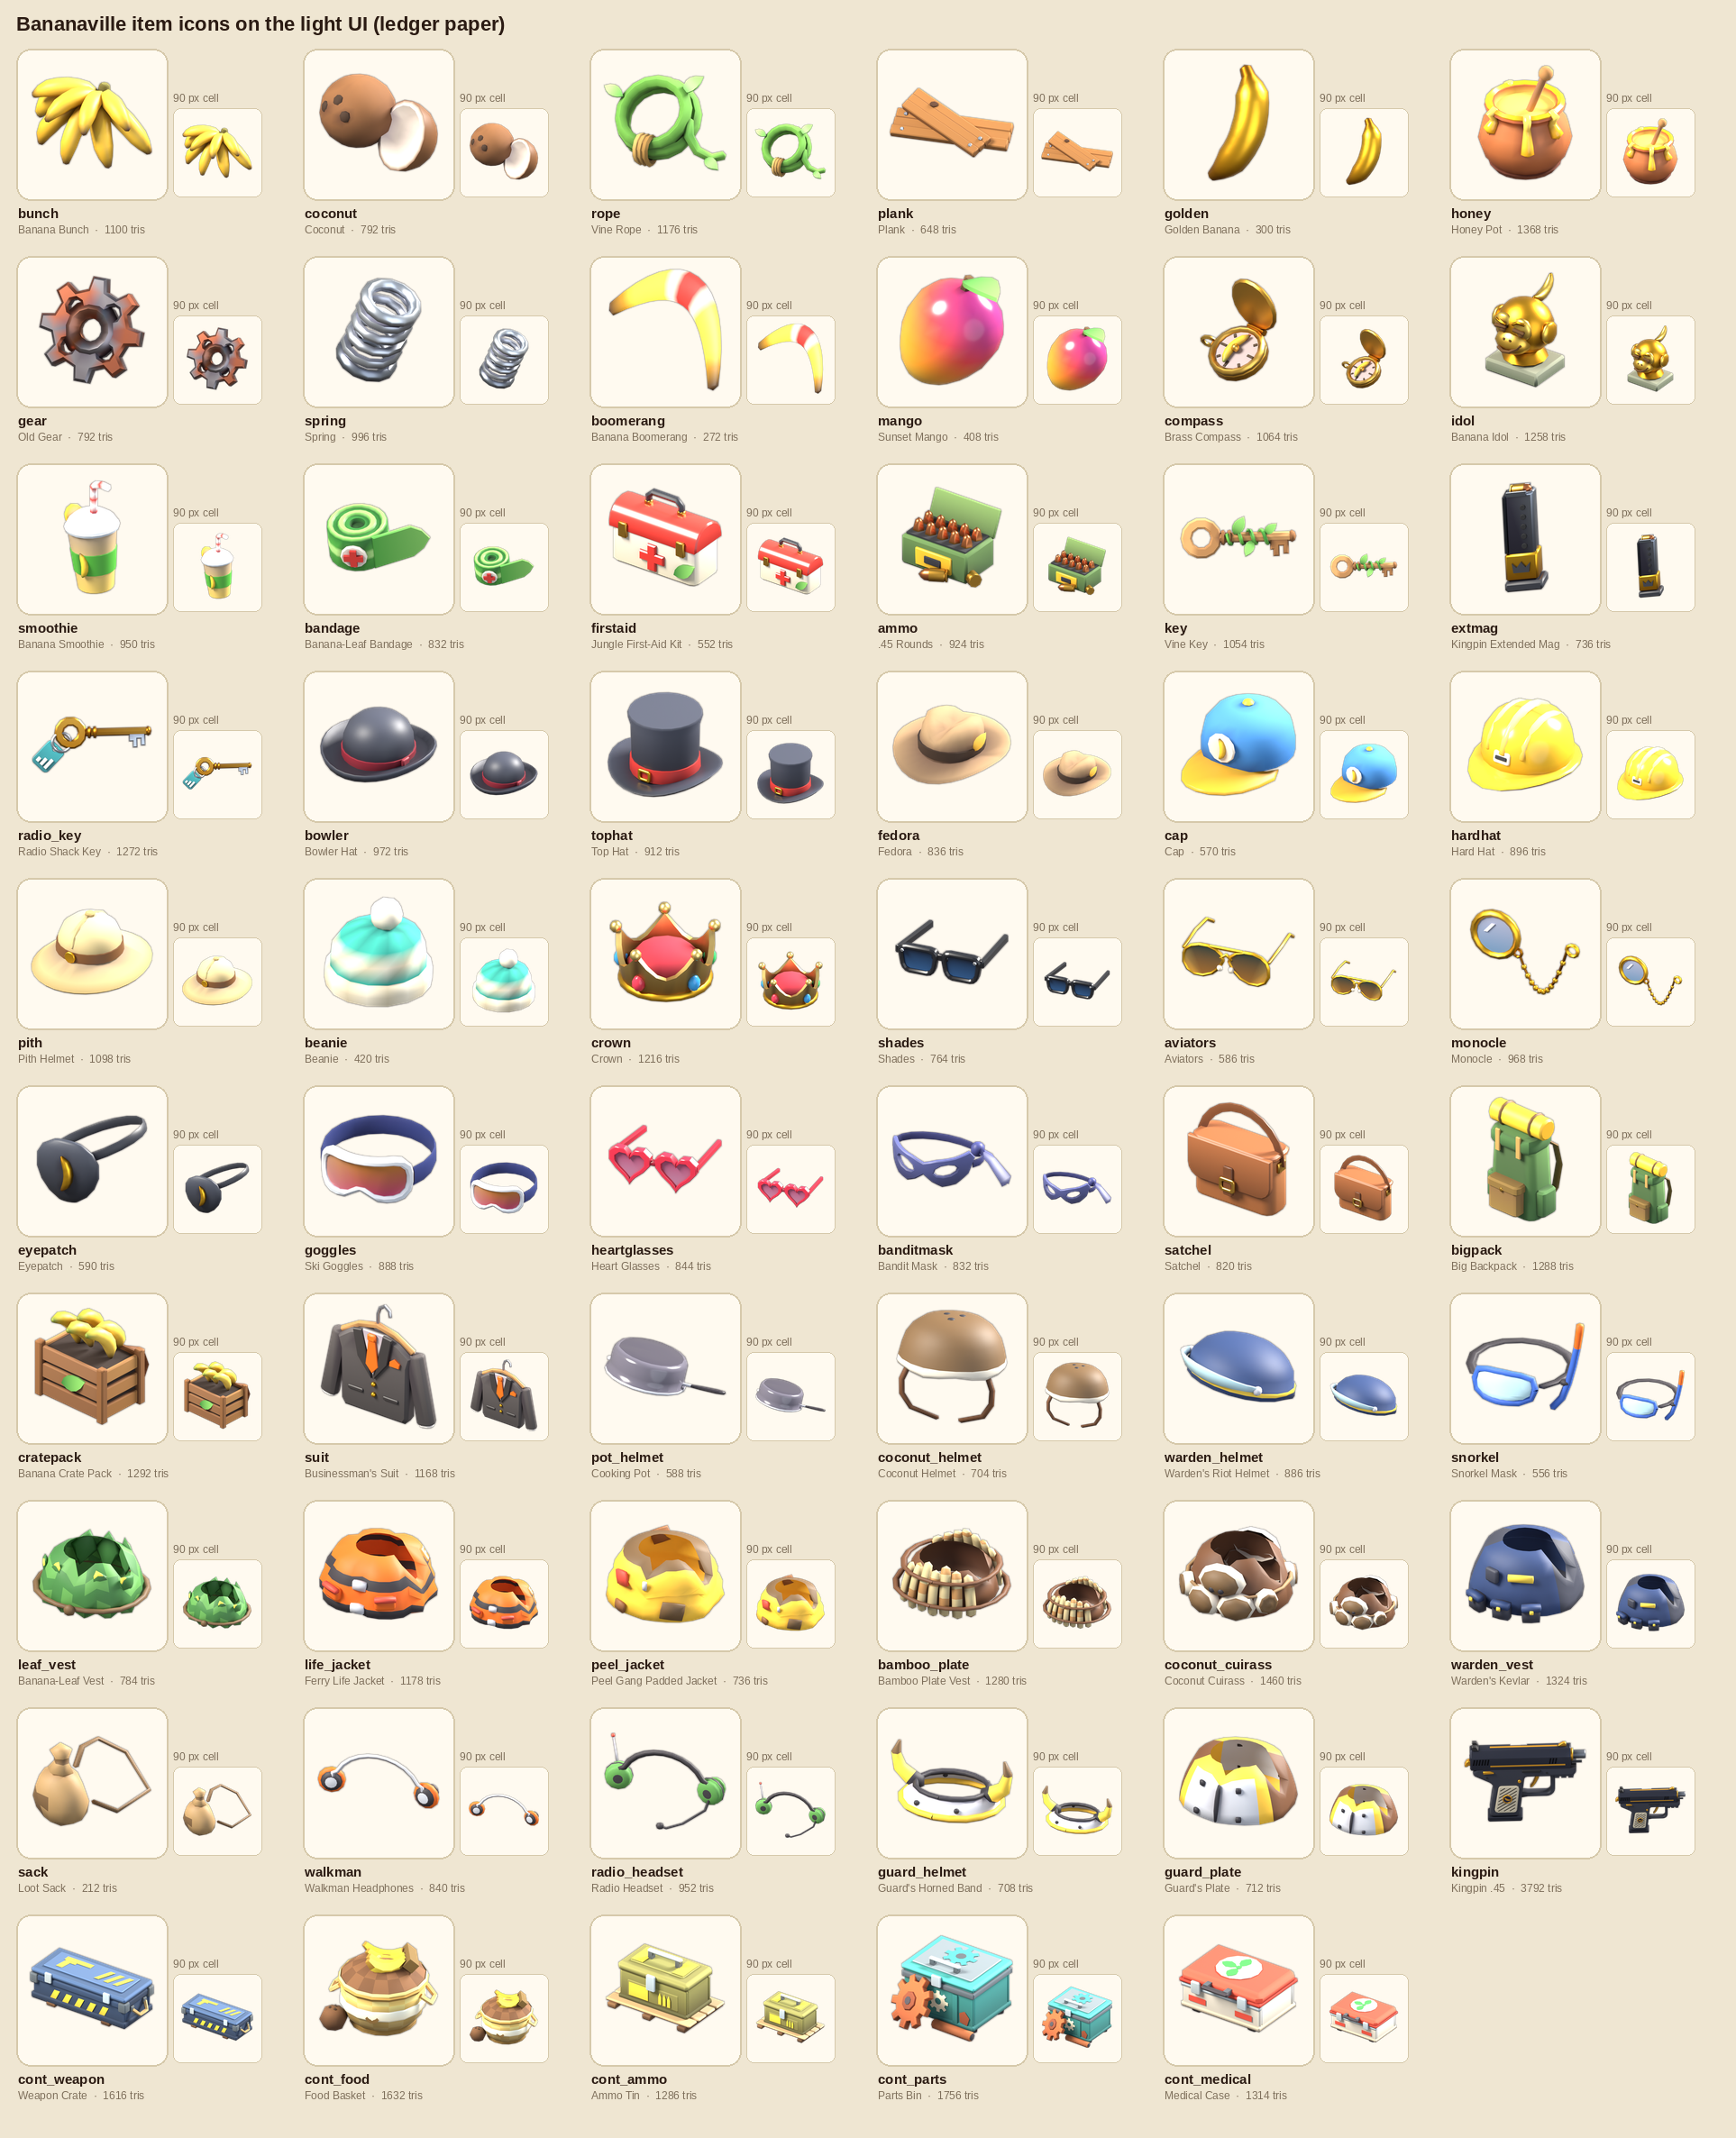 Bananaville item icons on the light UI (ledger paper)
90 px cell
90 px cell
90 px cell
90 px cell
90 px cell
90 px cell
bunch
coconut
rope
plank
golden
honey
Banana Bunch · 1100 tris
Coconut · 792 tris
Vine Rope · 1176 tris
Plank · 648 tris
Golden Banana · 300 tris
Honey Pot · 1368 tris
90 px cell
90 px cell
90 px cell
90 px cell
90 px cell
90 px cell
gear
spring
boomerang
mango
compass
idol
Old Gear · 792 tris
Spring · 996 tris
Banana Boomerang · 272 tris
Sunset Mango · 408 tris
Brass Compass · 1064 tris
Banana Idol · 1258 tris
90 px cell
90 px cell
90 px cell
90 px cell
90 px cell
90 px cell
smoothie
bandage
firstaid
ammo
key
extmag
Banana Smoothie · 950 tris
Banana-Leaf Bandage · 832 tris
Jungle First-Aid Kit · 552 tris
.45 Rounds · 924 tris
Vine Key · 1054 tris
Kingpin Extended Mag · 736 tris
90 px cell
90 px cell
90 px cell
90 px cell
90 px cell
90 px cell
radio_key
bowler
tophat
fedora
cap
hardhat
Radio Shack Key · 1272 tris
Bowler Hat · 972 tris
Top Hat · 912 tris
Fedora · 836 tris
Cap · 570 tris
Hard Hat · 896 tris
90 px cell
90 px cell
90 px cell
90 px cell
90 px cell
90 px cell
pith
beanie
crown
shades
aviators
monocle
Pith Helmet · 1098 tris
Beanie · 420 tris
Crown · 1216 tris
Shades · 764 tris
Aviators · 586 tris
Monocle · 968 tris
90 px cell
90 px cell
90 px cell
90 px cell
90 px cell
90 px cell
eyepatch
goggles
heartglasses
banditmask
satchel
bigpack
Eyepatch · 590 tris
Ski Goggles · 888 tris
Heart Glasses · 844 tris
Bandit Mask · 832 tris
Satchel · 820 tris
Big Backpack · 1288 tris
90 px cell
90 px cell
90 px cell
90 px cell
90 px cell
90 px cell
cratepack
suit
pot_helmet
coconut_helmet
warden_helmet
snorkel
Banana Crate Pack · 1292 tris
Businessman's Suit · 1168 tris
Cooking Pot · 588 tris
Coconut Helmet · 704 tris
Warden's Riot Helmet · 886 tris
Snorkel Mask · 556 tris
90 px cell
90 px cell
90 px cell
90 px cell
90 px cell
90 px cell
leaf_vest
life_jacket
peel_jacket
bamboo_plate
coconut_cuirass
warden_vest
Banana-Leaf Vest · 784 tris
Ferry Life Jacket · 1178 tris
Peel Gang Padded Jacket · 736 tris
Bamboo Plate Vest · 1280 tris
Coconut Cuirass · 1460 tris
Warden's Kevlar · 1324 tris
90 px cell
90 px cell
90 px cell
90 px cell
90 px cell
90 px cell
sack
walkman
radio_headset
guard_helmet
guard_plate
kingpin
Loot Sack · 212 tris
Walkman Headphones · 840 tris
Radio Headset · 952 tris
Guard's Horned Band · 708 tris
Guard's Plate · 712 tris
Kingpin .45 · 3792 tris
90 px cell
90 px cell
90 px cell
90 px cell
90 px cell
cont_weapon
cont_food
cont_ammo
cont_parts
cont_medical
Weapon Crate · 1616 tris
Food Basket · 1632 tris
Ammo Tin · 1286 tris
Parts Bin · 1756 tris
Medical Case · 1314 tris